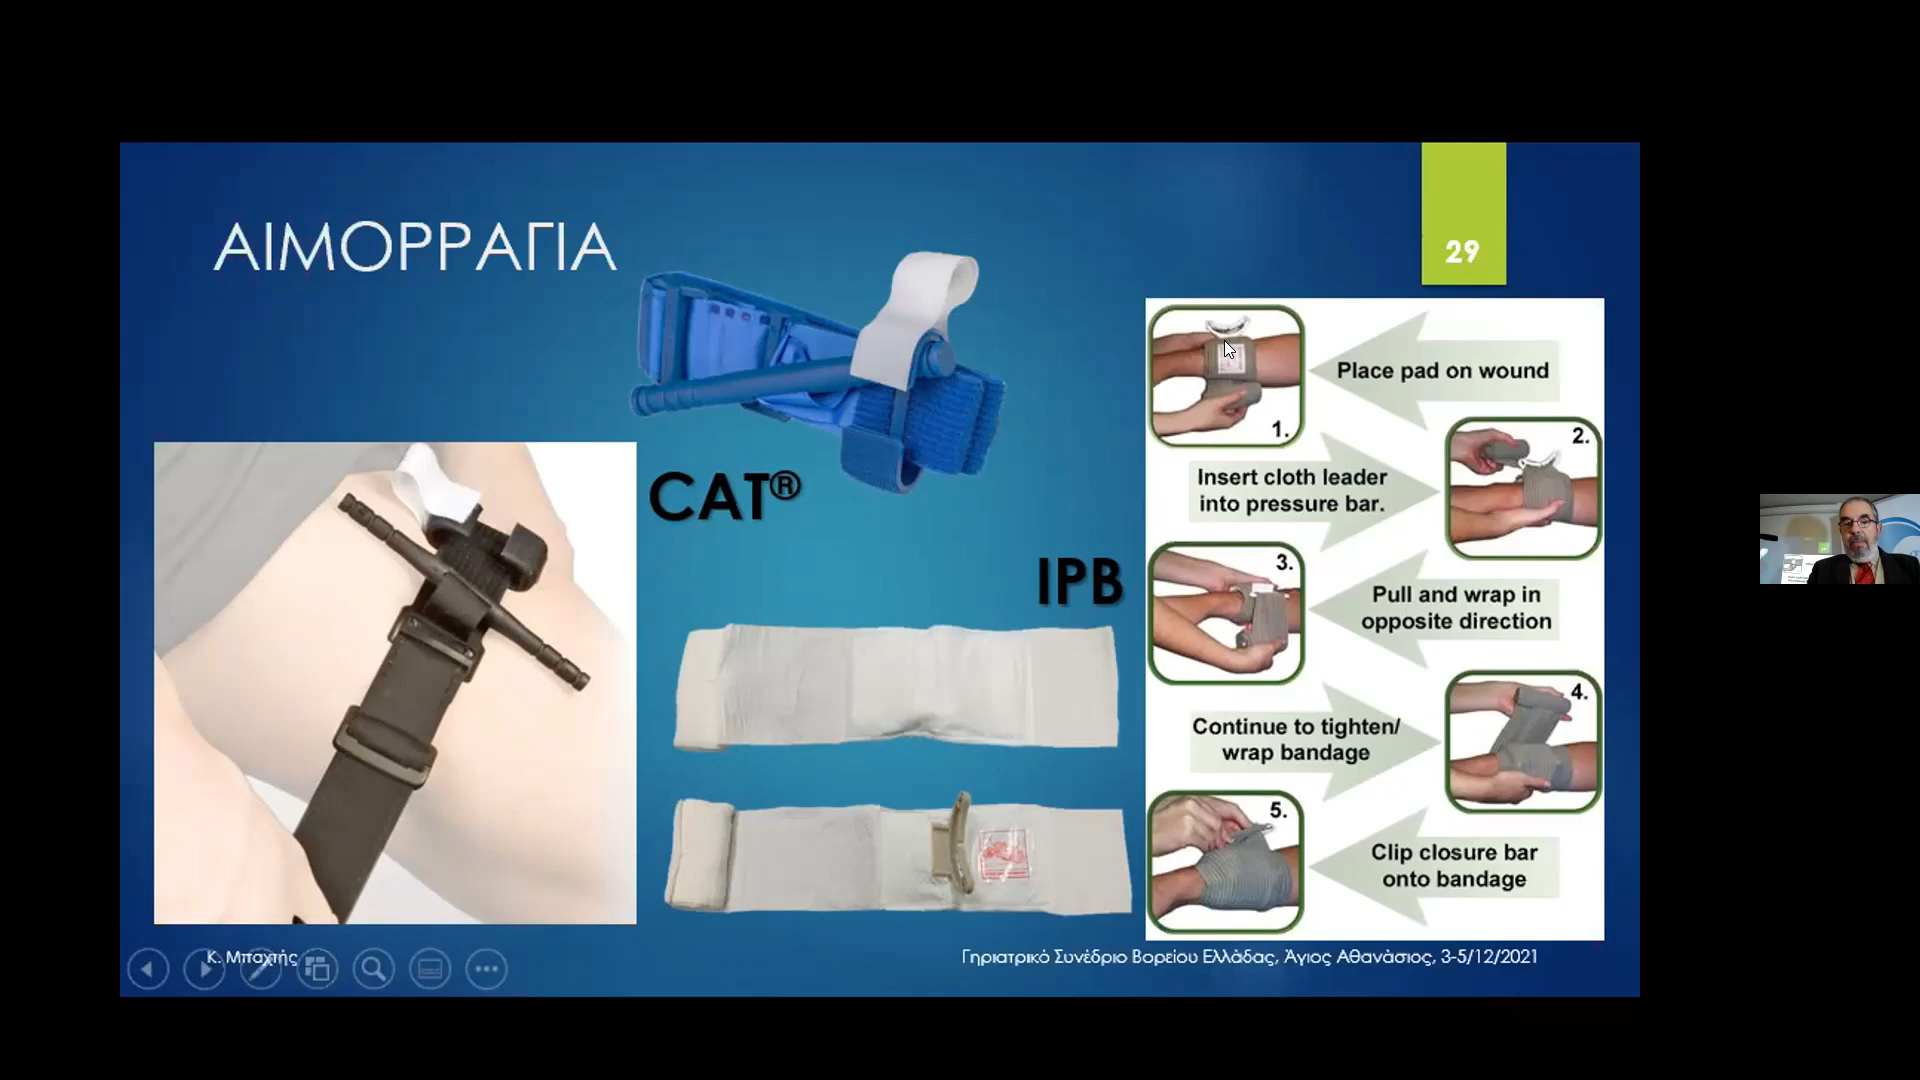 ΑΙΜΟΡΡΑΓΙΑ
29
CAT®
IPB
Place pad on wound
1.
2.
Insert cloth leader
into pressure bar.
3.
Pull and wrap in
opposite direction
4.
Continue to tighten/
wrap bandage
5.
Clip closure bar
onto bandage
Κ. Μπαχτής
Γηριατρικό Συνέδριο Βορείου Ελλάδας, Άγιος Αθανάσιος, 3-5/12/2021